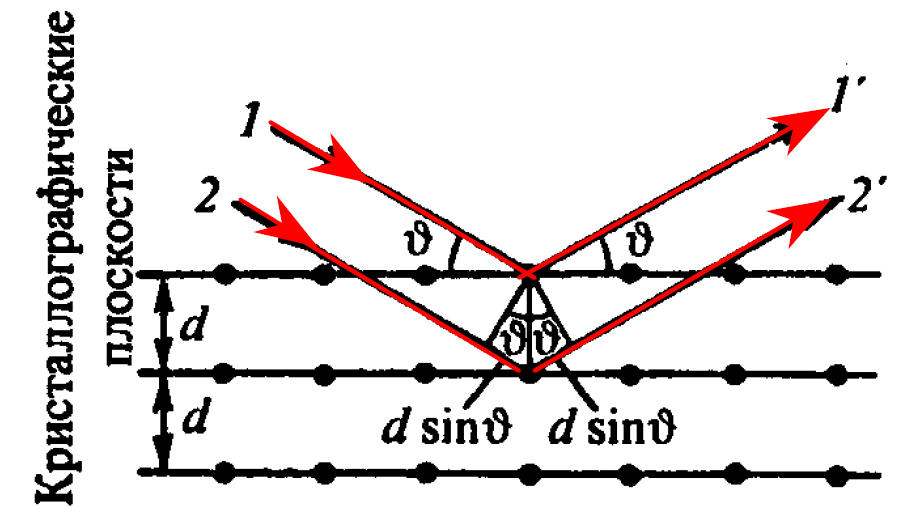 Кристаллографические
плоскости
1
1′
2
2′
ϑ
ϑ
d
ϑ
ϑ
d
d sinϑ
d sinϑ